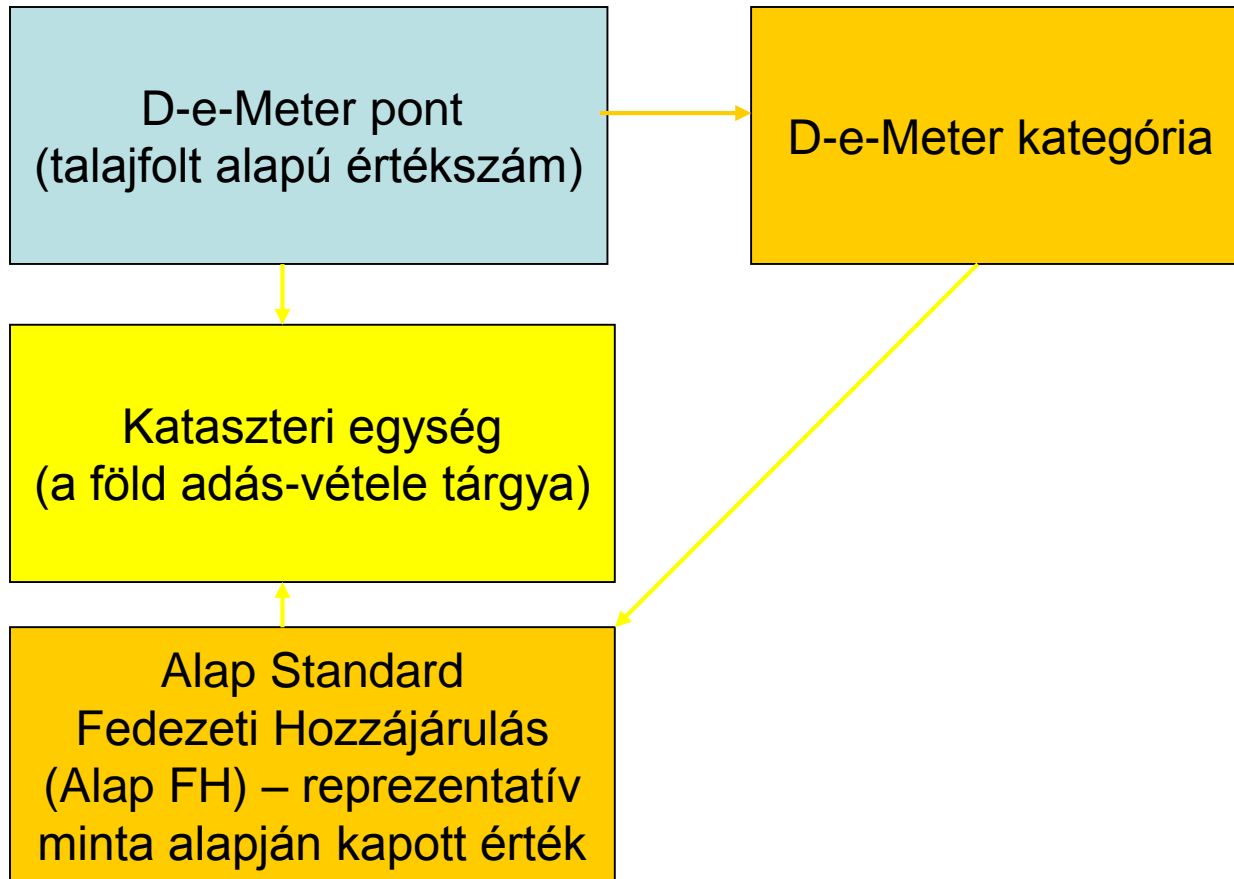 D-e-Meter pont
(talajfolt alapú értékszám)
D-e-Meter kategória
Kataszteri egység
(a föld adás-vétele tárgya)
Alap Standard
Fedezeti Hozzájárulás
(Alap FH) – reprezentatív
minta alapján kapott érték